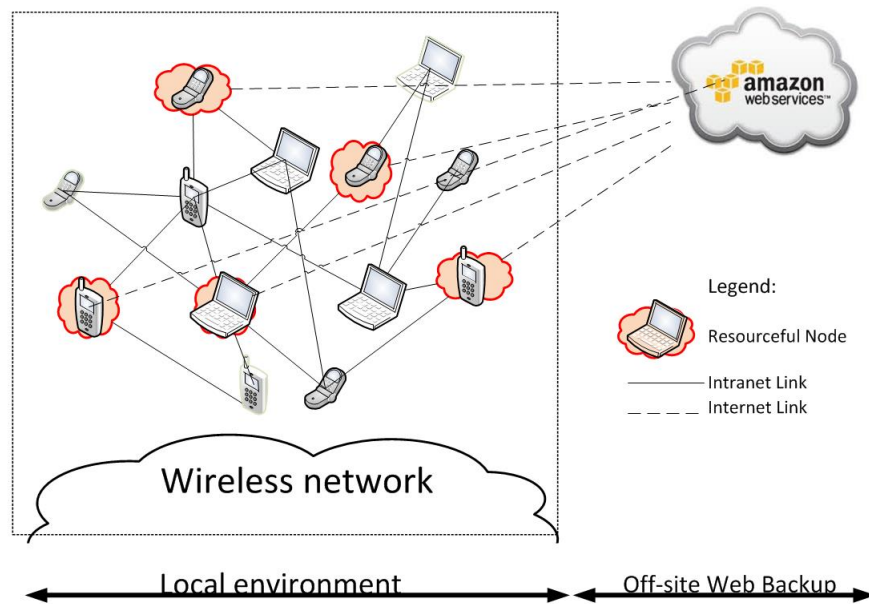 amazon
webservices™
Legend:
Resourceful Node
Intranet Link
Internet Link
Wireless network
Local environment
Off-site Web Backup